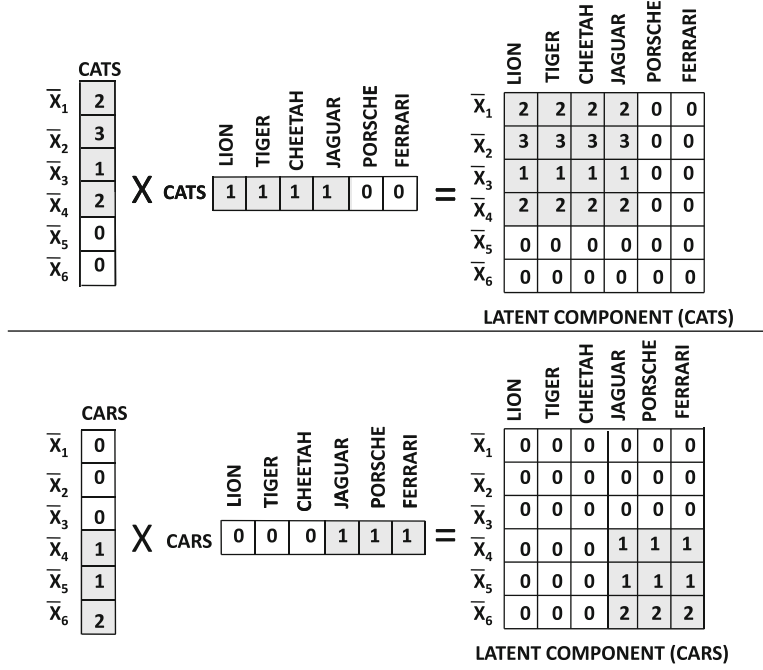 CATS
X̅1 2
X̅2 3
X̅3 1
X̅4 2
X̅5 0
X̅6 0
X
LION TIGER CHEETAH JAGUAR PORSCHE FERRARI
CATS 1 1 1 1 0 0
=
LION TIGER CHEETAH JAGUAR PORSCHE FERRARI
X̅1 2 2 2 2 0 0
X̅2 3 3 3 3 0 0
X̅3 1 1 1 1 0 0
X̅4 2 2 2 2 0 0
X̅5 0 0 0 0 0 0
X̅6 0 0 0 0 0 0
LATENT COMPONENT (CATS)
CARS
X̅1 0
X̅2 0
X̅3 0
X̅4 1
X̅5 1
X̅6 2
X
LION TIGER CHEETAH JAGUAR PORSCHE FERRARI
CARS 0 0 0 1 1 1
=
LION TIGER CHEETAH JAGUAR PORSCHE FERRARI
X̅1 0 0 0 0 0 0
X̅2 0 0 0 0 0 0
X̅3 0 0 0 0 0 0
X̅4 0 0 0 1 1 1
X̅5 0 0 0 1 1 1
X̅6 0 0 0 2 2 2
LATENT COMPONENT (CARS)